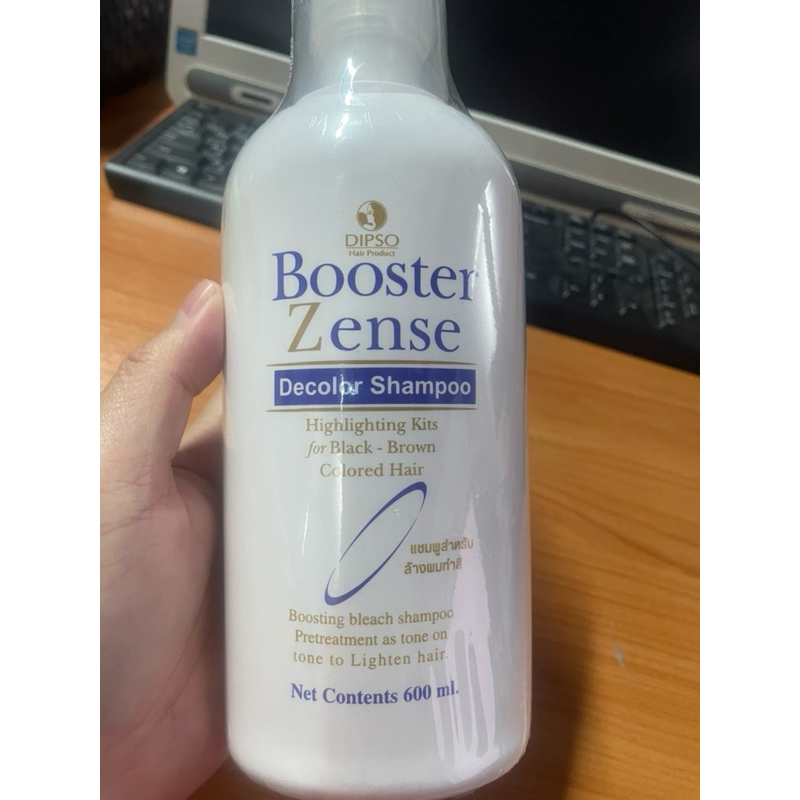 DIPSO
Hair Product
Booster
Zense
Decolor Shampoo
Highlighting Kits
for Black - Brown
Colored Hair
แชมพูสำหรับ
ล้างผมทำสี
Boosting bleach shampoo
Pretreatment as tone on
tone to Lighten hair.
Net Contents 600 ml.